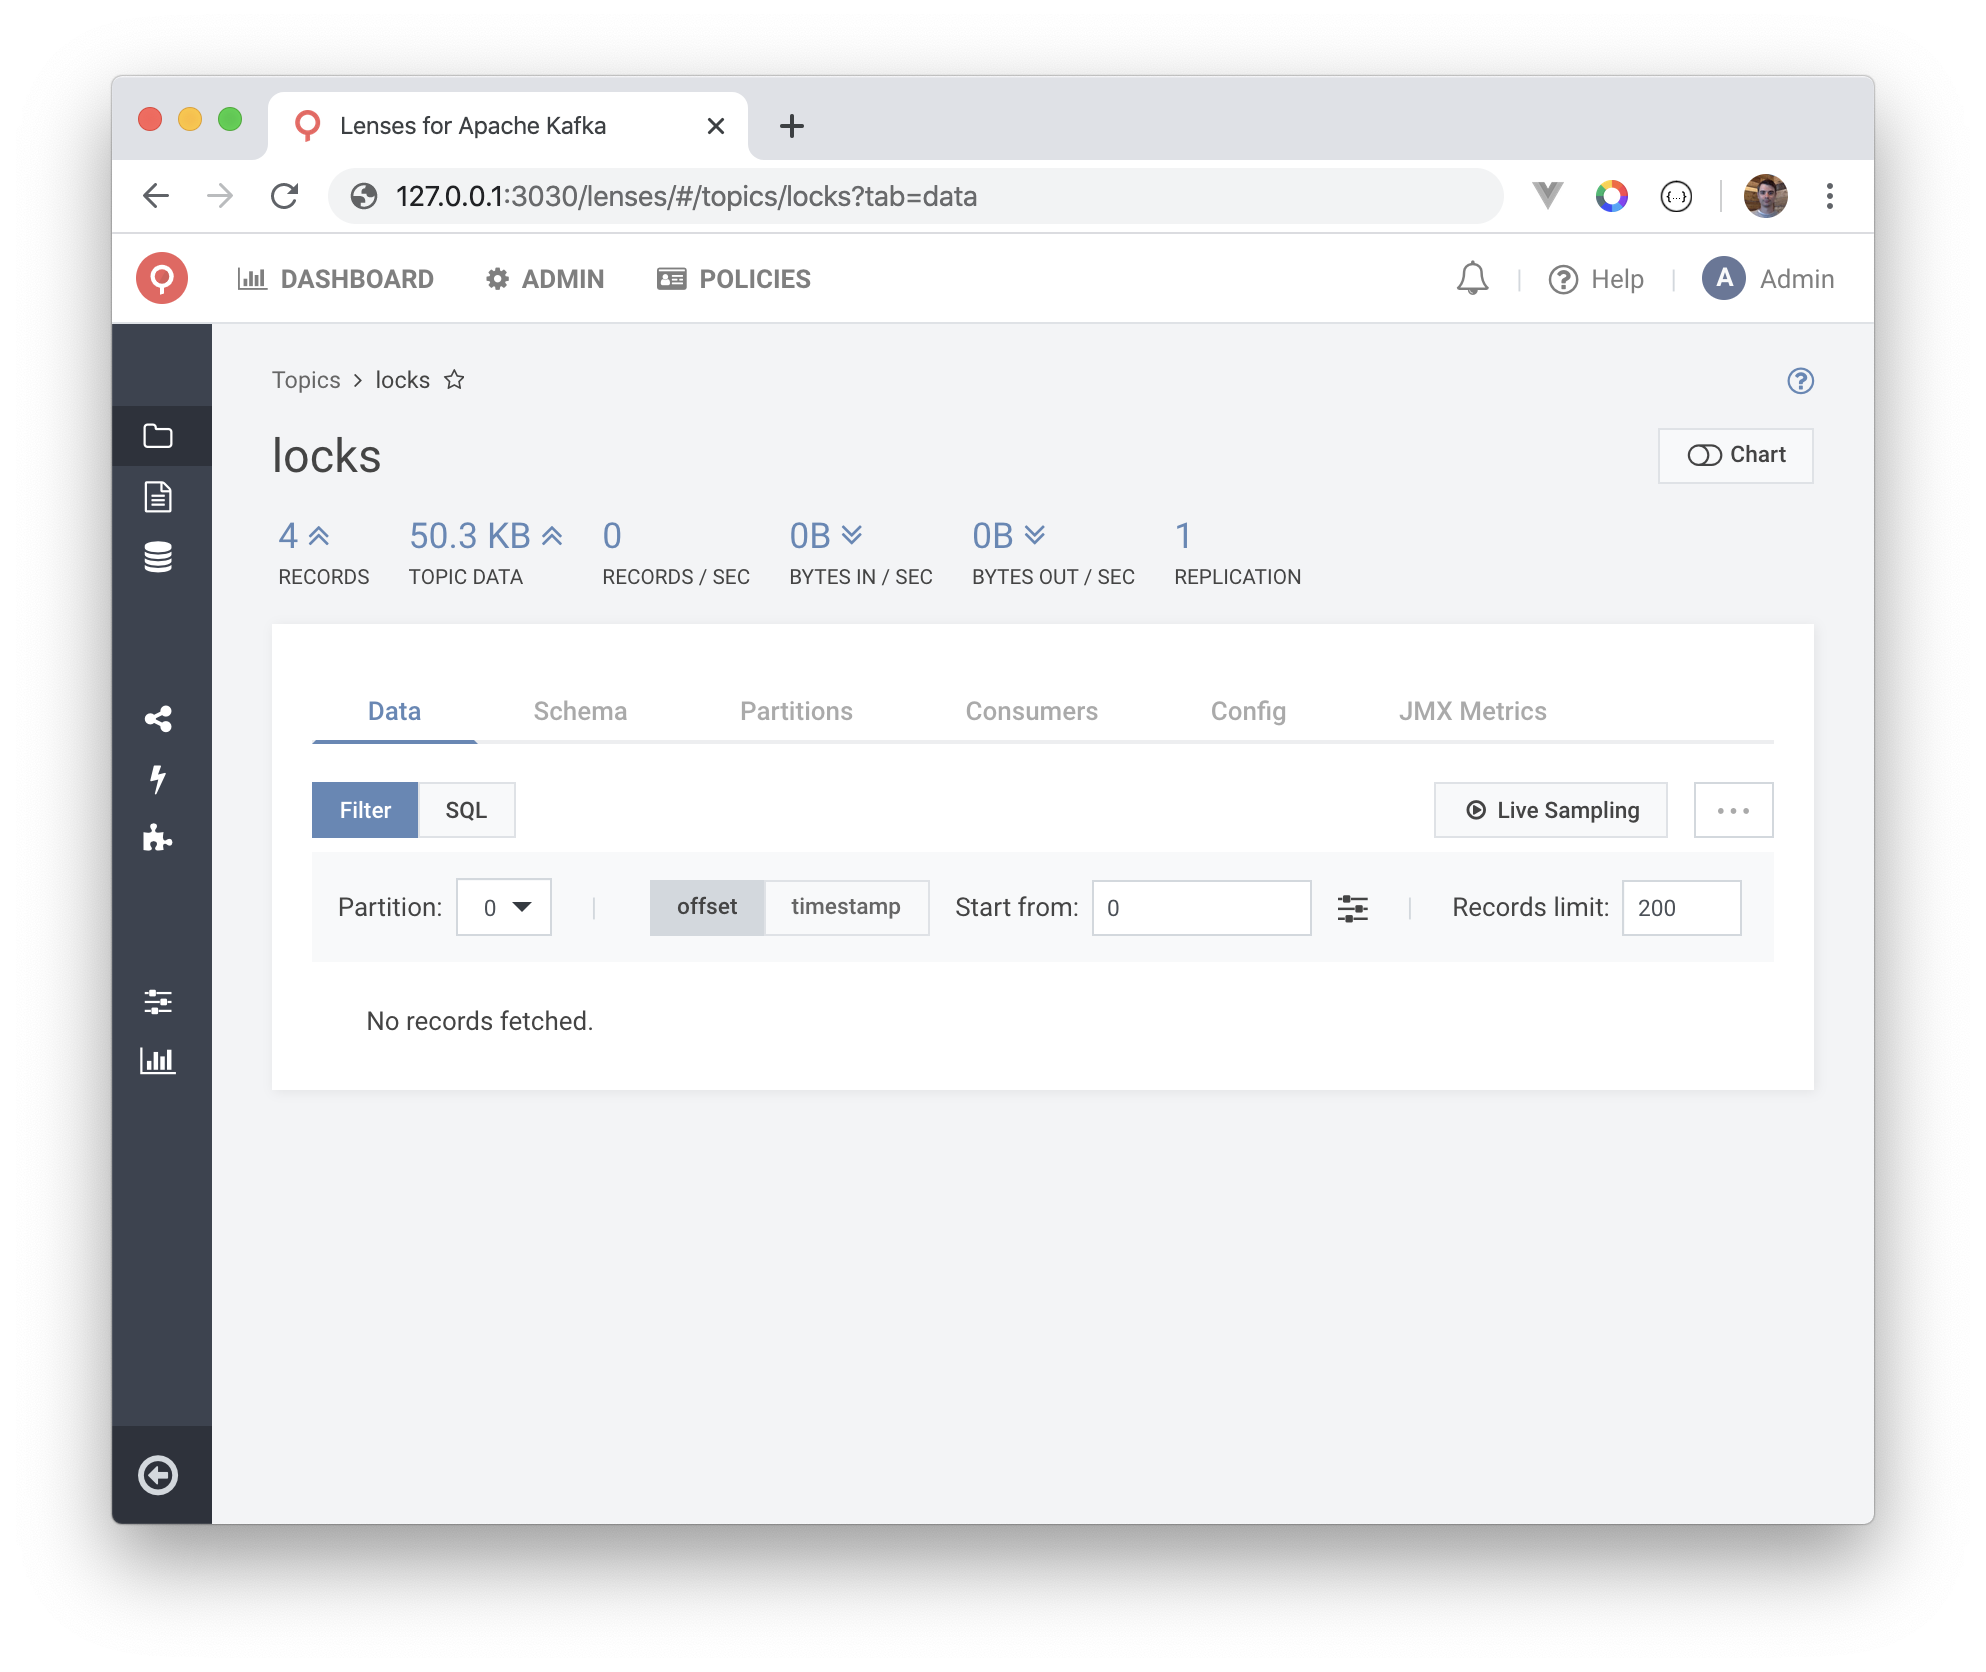 Lenses for Apache Kafka
127.0.0.1:3030/lenses/#/topics/locks?tab=data
{...}
DASHBOARD ADMIN POLICIES ? Help A Admin
Topics > locks ?
locks
Chart
4 50.3 KB 0 0B 0B 1
RECORDS TOPIC DATA RECORDS / SEC BYTES IN / SEC BYTES OUT / SEC REPLICATION
Data Schema Partitions Consumers Config JMX Metrics
Filter SQL Live Sampling ...
Partition: 0 offset timestamp Start from: 0 Records limit: 200
No records fetched.